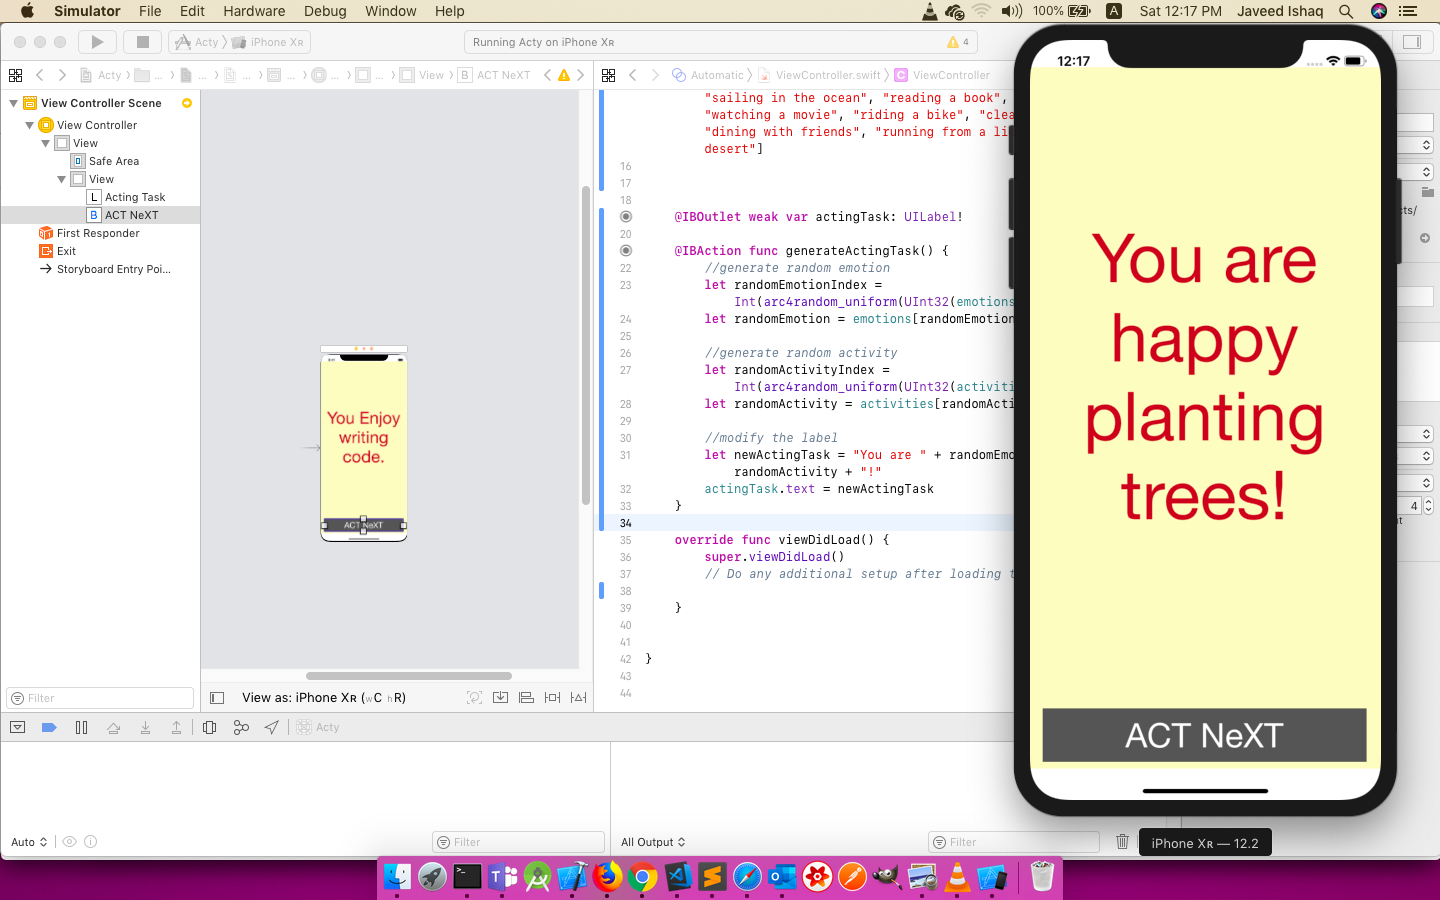 Simulator File Edit Hardware Debug Window Help 100% A Sat 12:17 PM Javeed Ishaq
Acty iPhone XR
Running Acty on iPhone XR
4
Acty ... ... ... ... ... ... View B ACT NeXT
Automatic ViewController.swift C ViewController
View Controller Scene
View Controller
View
Safe Area
View
L Acting Task
B ACT NeXT
First Responder
Exit
Storyboard Entry Poi...
Filter
You Enjoy
writing
code.
ACT NeXT
View as: iPhone XR (wC hR)
"sailing in the ocean", "reading a book",
"watching a movie", "riding a bike", "clea
"dining with friends", "running from a li
desert"]
16
17
18
@IBOutlet weak var actingTask: UILabel!
20
@IBAction func generateActingTask() {
22 //generate random emotion
23 let randomEmotionIndex =
Int(arc4random_uniform(UInt32(emotions
24 let randomEmotion = emotions[randomEmotion
25
26 //generate random activity
27 let randomActivityIndex =
Int(arc4random_uniform(UInt32(activiti
28 let randomActivity = activities[randomActi
29
30 //modify the label
31 let newActingTask = "You are " + randomEmo
randomActivity + "!"
32 actingTask.text = newActingTask
33 }
34
35 override func viewDidLoad() {
36 super.viewDidLoad()
37 // Do any additional setup after loading t
38
39 }
40
41
42 }
43
44
12:17
You are
happy
planting
trees!
ACT NeXT
cts/
4
t
Acty
Auto
Filter
All Output
Filter
iPhone XR — 12.2